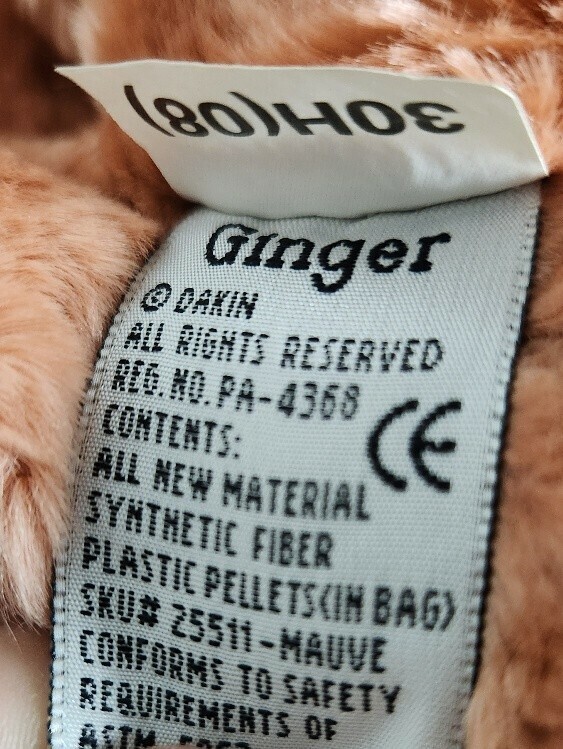 30H(08)
Ginger
© DAKIN
ALL RIGHTS RESERVED
REG.NO.PA-4368
CE
CONTENTS:
ALL NEW MATERIAL
SYNTHETIC FIBER
PLASTIC PELLETS(IN BAG)
SKU# 25511-MAUVE
CONFORMS TO SAFETY
REQUIREMENTS OF
ASTM